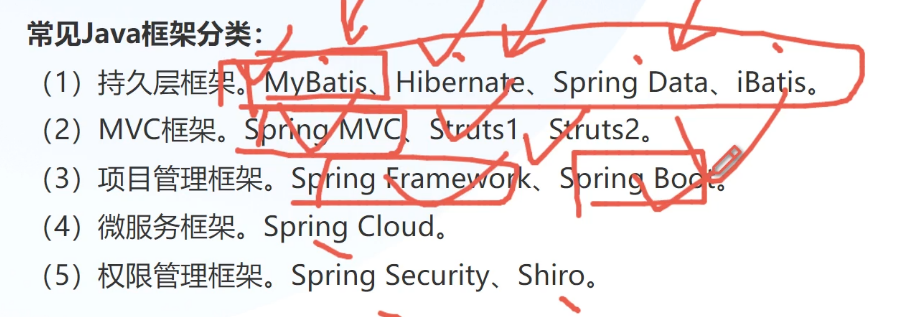 常见Java框架分类：
（1）持久层框架。MyBatis、Hibernate、Spring Data、iBatis。
（2）MVC框架。Spring MVC、Struts1、Struts2。
（3）项目管理框架。Spring Framework、Spring Boot。
（4）微服务框架。Spring Cloud。
（5）权限管理框架。Spring Security、Shiro。